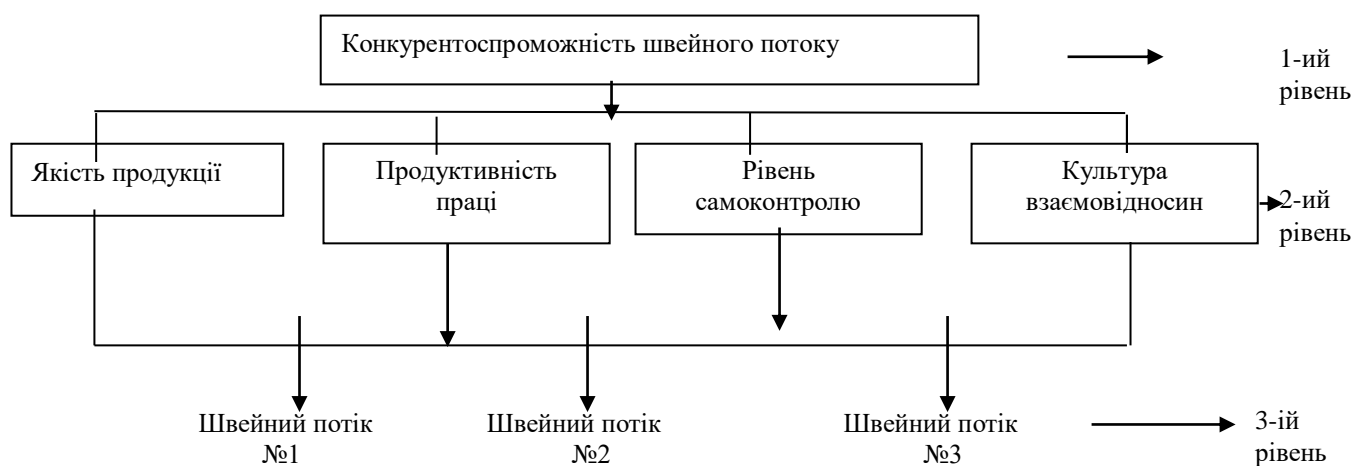 Конкурентоспроможність швейного потоку
1-ий
рівень
Якість продукції
Продуктивність
праці
Рівень
самоконтролю
Культура
взаємовідносин
2-ий
рівень
Швейний потік
№1
Швейний потік
№2
Швейний потік
№3
3-ій
рівень